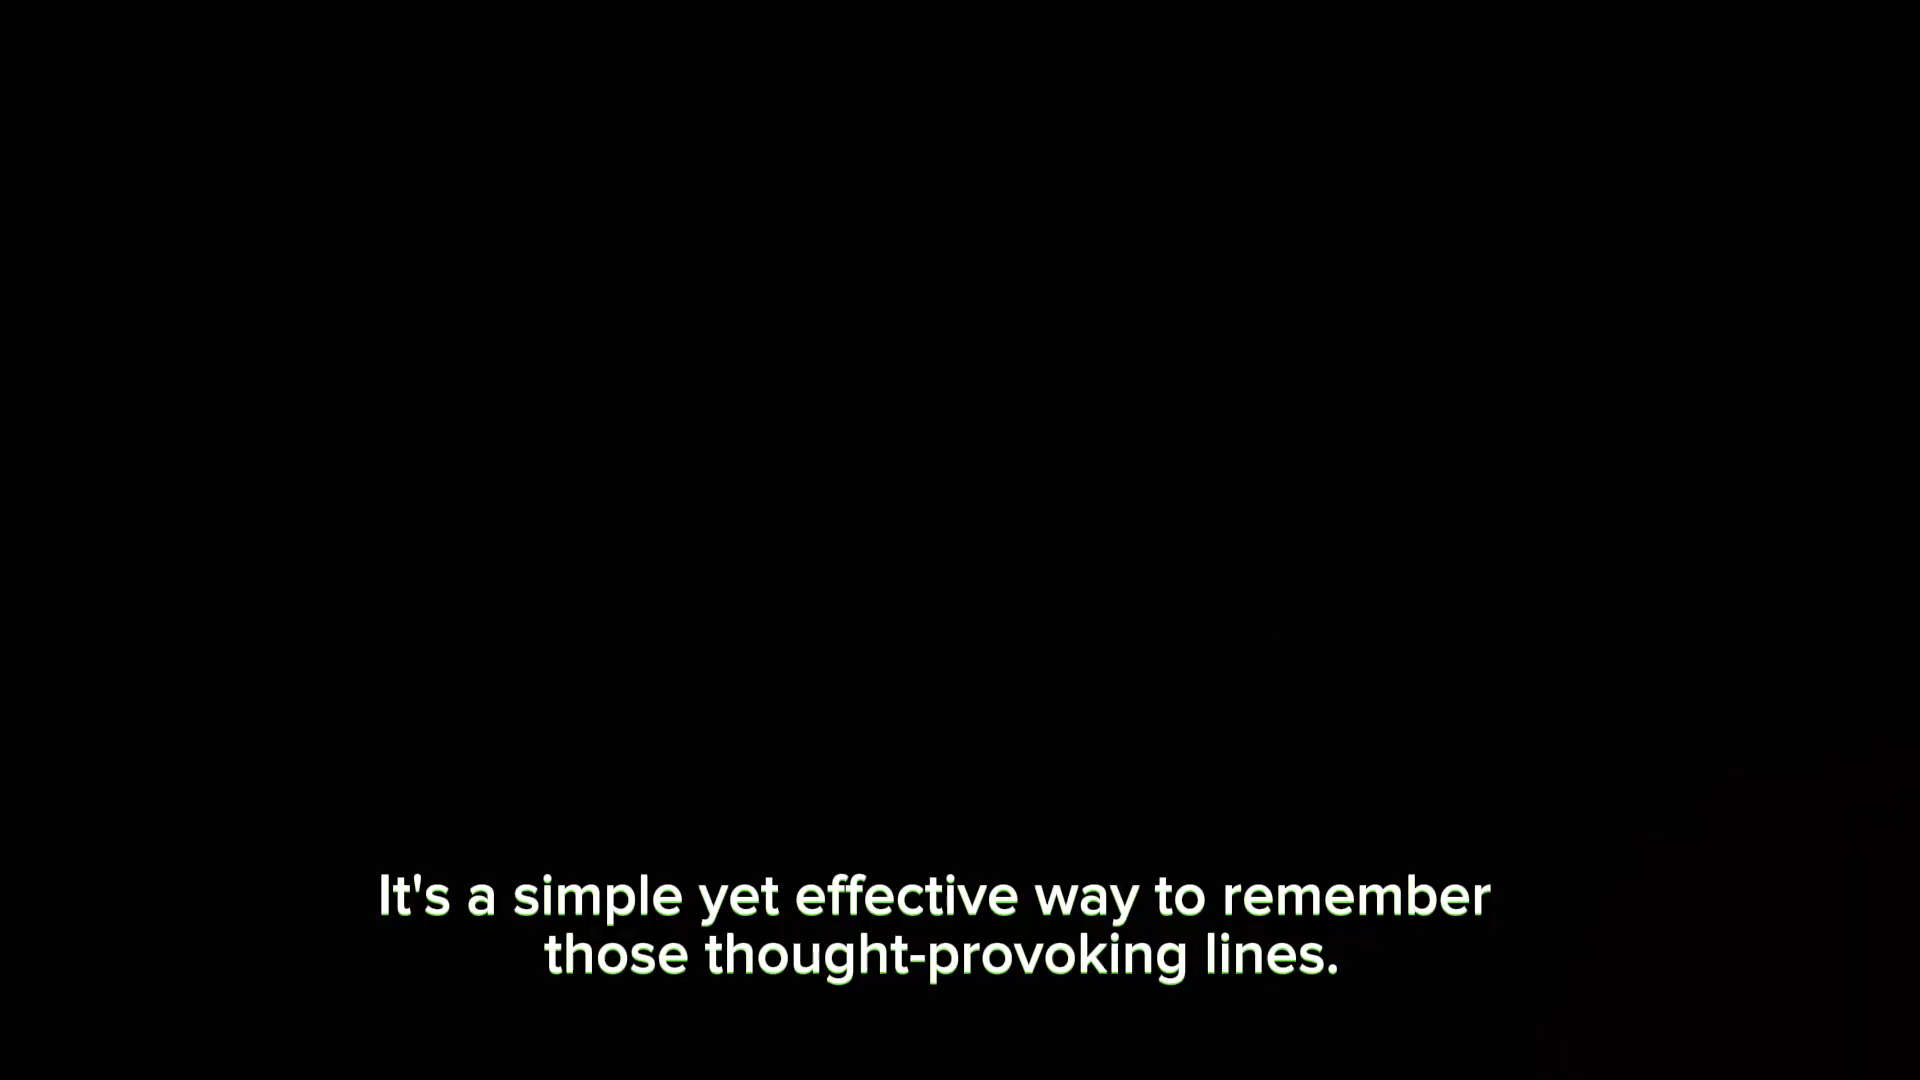 It's a simple yet effective way to remember
those thought-provoking lines.